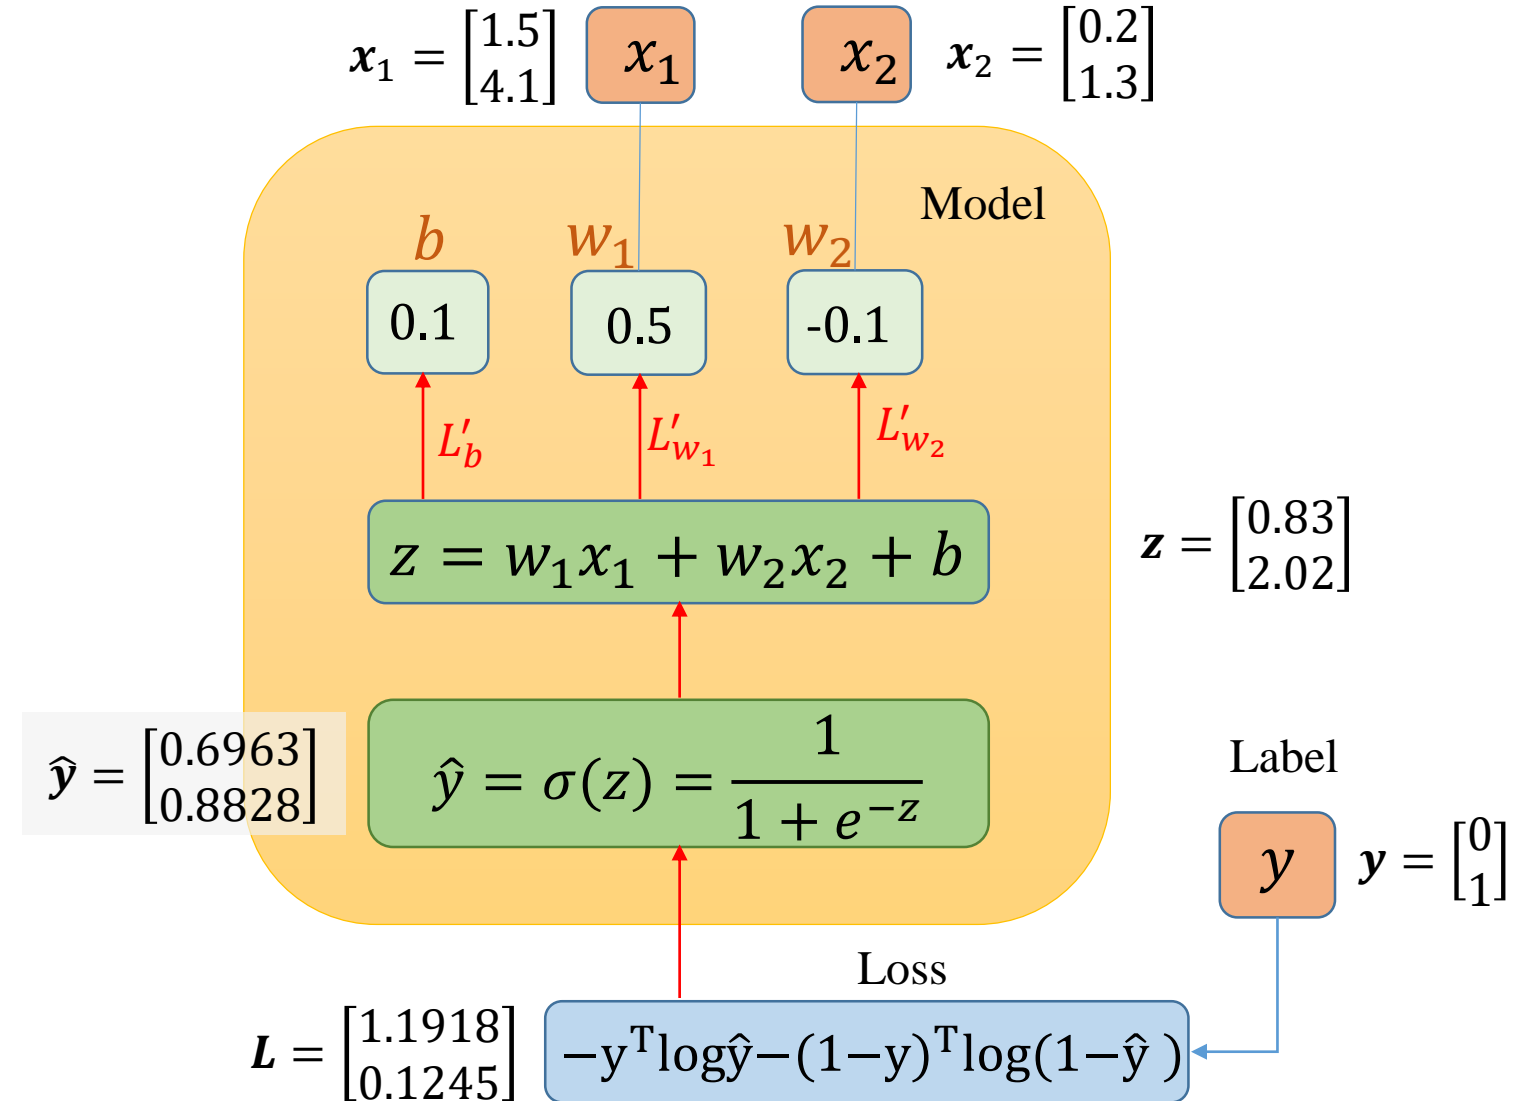 𝒙₁ = [1.5
4.1]
x₁
x₂
𝒙₂ = [0.2
1.3]
Model
b
w₁
w₂
0.1
0.5
-0.1
L′_b
L′_{w₁}
L′_{w₂}
z = w₁x₁ + w₂x₂ + b
𝒛 = [0.83
2.02]
ŷ = [0.6963
0.8828]
ŷ = σ(z) = 1 / (1 + e^{−z})
Label
y
𝒚 = [0
1]
Loss
𝑳 = [1.1918
0.1245]
−yᵀlogŷ−(1−y)ᵀlog(1−ŷ )